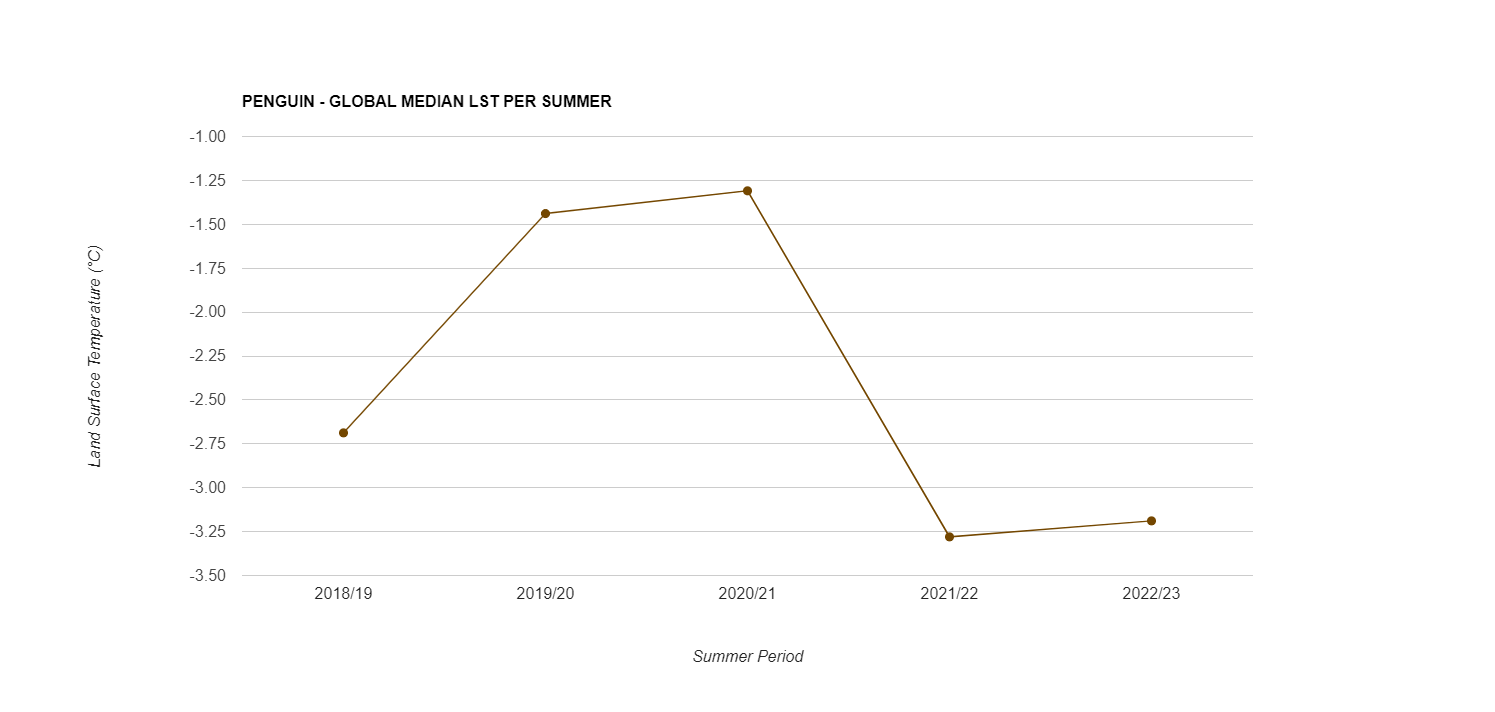 PENGUIN - GLOBAL MEDIAN LST PER SUMMER
-1.00
-1.25
-1.50
-1.75
-2.00
-2.25
-2.50
-2.75
-3.00
-3.25
-3.50
Land Surface Temperature (°C)
2018/19 2019/20 2020/21 2021/22 2022/23
Summer Period